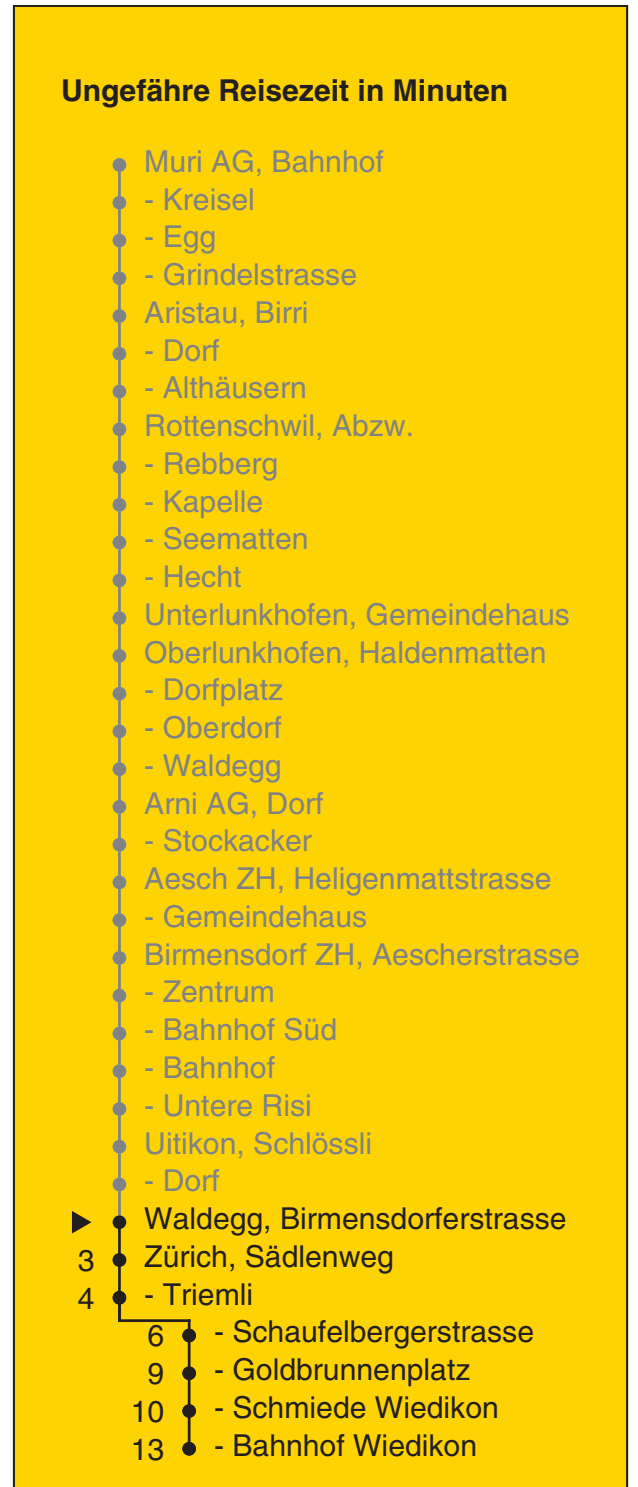 Ungefähre Reisezeit in Minuten
Muri AG, Bahnhof
- Kreisel
- Egg
- Grindelstrasse
Aristau, Birri
- Dorf
- Althäusern
Rottenschwil, Abzw.
- Rebberg
- Kapelle
- Seematten
- Hecht
Unterlunkhofen, Gemeindehaus
Oberlunkhofen, Haldenmatten
- Dorfplatz
- Oberdorf
- Waldegg
Arni AG, Dorf
- Stockacker
Aesch ZH, Heligenmattstrasse
- Gemeindehaus
Birmensdorf ZH, Aescherstrasse
- Zentrum
- Bahnhof Süd
- Bahnhof
- Untere Risi
Uitikon, Schlössli
- Dorf
Waldegg, Birmensdorferstrasse
3 Zürich, Sädlenweg
4 - Triemli
6 - Schaufelbergerstrasse
9 - Goldbrunnenplatz
10 - Schmiede Wiedikon
13 - Bahnhof Wiedikon